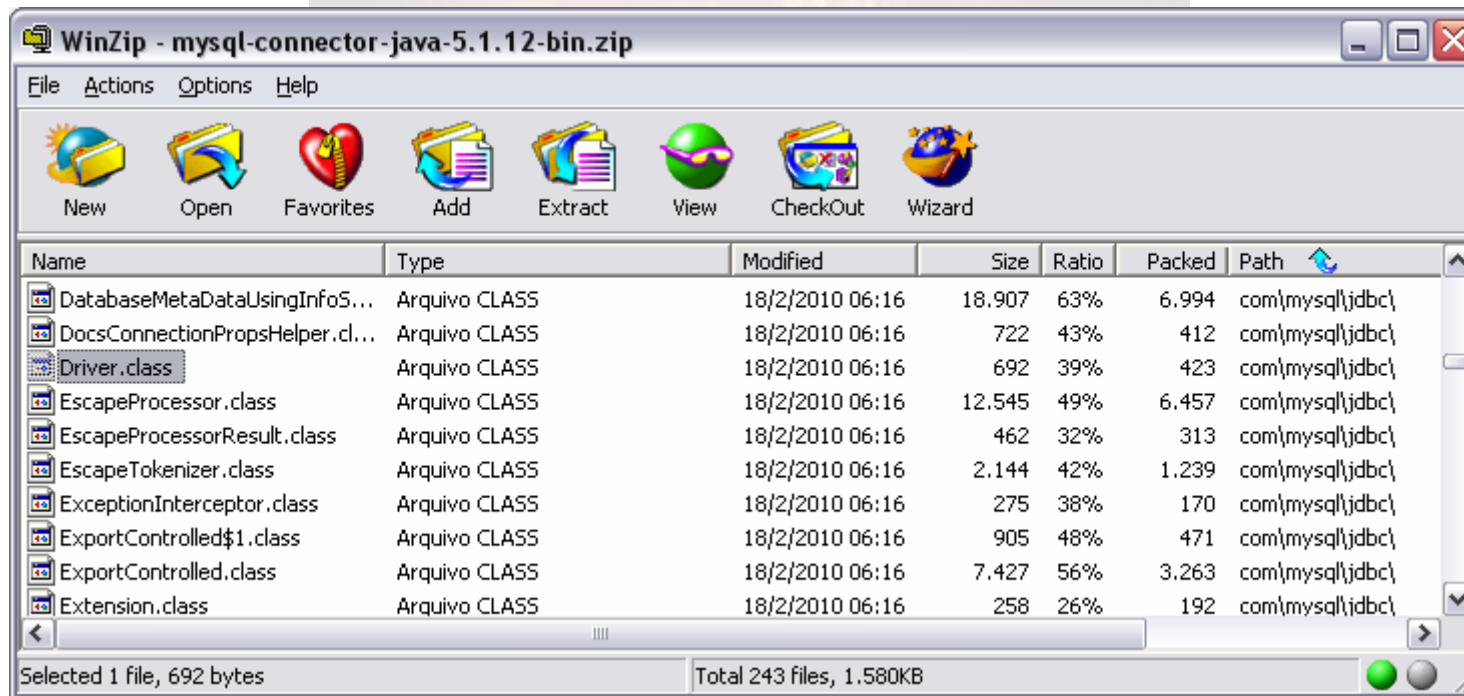 WinZip - mysql-connector-java-5.1.12-bin.zip
File Actions Options Help
New Open Favorites Add Extract View CheckOut Wizard
Name Type Modified Size Ratio Packed Path
DatabaseMetaDataUsingInfoS... Arquivo CLASS 18/2/2010 06:16 18.907 63% 6.994 com\mysql\jdbc\
DocsConnectionPropsHelper.cl... Arquivo CLASS 18/2/2010 06:16 722 43% 412 com\mysql\jdbc\
Driver.class Arquivo CLASS 18/2/2010 06:16 692 39% 423 com\mysql\jdbc\
EscapeProcessor.class Arquivo CLASS 18/2/2010 06:16 12.545 49% 6.457 com\mysql\jdbc\
EscapeProcessorResult.class Arquivo CLASS 18/2/2010 06:16 462 32% 313 com\mysql\jdbc\
EscapeTokenizer.class Arquivo CLASS 18/2/2010 06:16 2.144 42% 1.239 com\mysql\jdbc\
ExceptionInterceptor.class Arquivo CLASS 18/2/2010 06:16 275 38% 170 com\mysql\jdbc\
ExportControlled$1.class Arquivo CLASS 18/2/2010 06:16 905 48% 471 com\mysql\jdbc\
ExportControlled.class Arquivo CLASS 18/2/2010 06:16 7.427 56% 3.263 com\mysql\jdbc\
Extension.class Arquivo CLASS 18/2/2010 06:16 258 26% 192 com\mysql\jdbc\
Selected 1 file, 692 bytes Total 243 files, 1.580KB